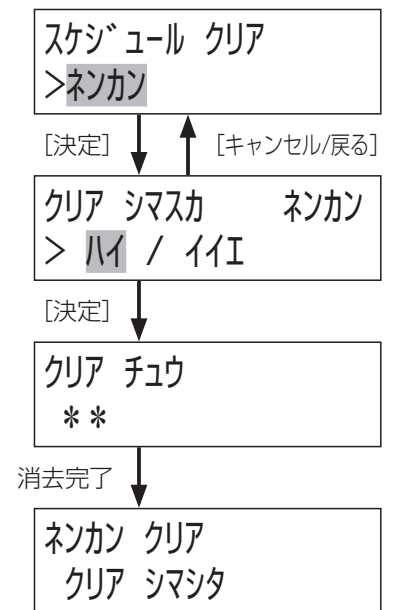 スケジュール クリア
>ネンカン
[決定] [キャンセル/戻る]
クリア シマスカ ネンカン
> ハイ / イイエ
[決定]
クリア チュウ
**
消去完了
ネンカン クリア
クリア シマシタ